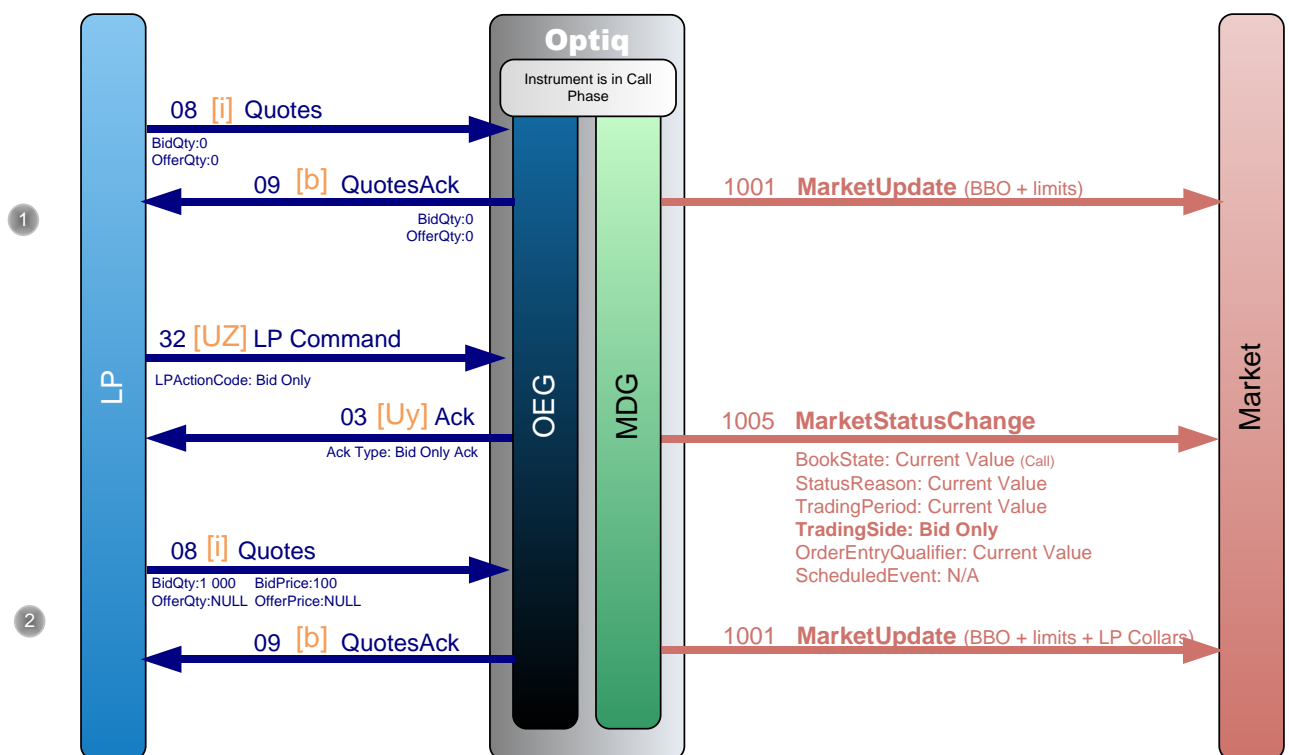 Optiq
Instrument is in Call
Phase
08 [i] Quotes
BidQty:0
OfferQty:0
09 [b] QuotesAck
BidQty:0
OfferQty:0
1001 MarketUpdate (BBO + limits)
1
32 [UZ] LP Command
LPActionCode: Bid Only
LP
OEG
MDG
Market
03 [Uy] Ack
Ack Type: Bid Only Ack
1005 MarketStatusChange
BookState: Current Value (Call)
StatusReason: Current Value
TradingPeriod: Current Value
TradingSide: Bid Only
OrderEntryQualifier: Current Value
ScheduledEvent: N/A
08 [i] Quotes
BidQty:1 000 BidPrice:100
OfferQty:NULL OfferPrice:NULL
2
09 [b] QuotesAck
1001 MarketUpdate (BBO + limits + LP Collars)